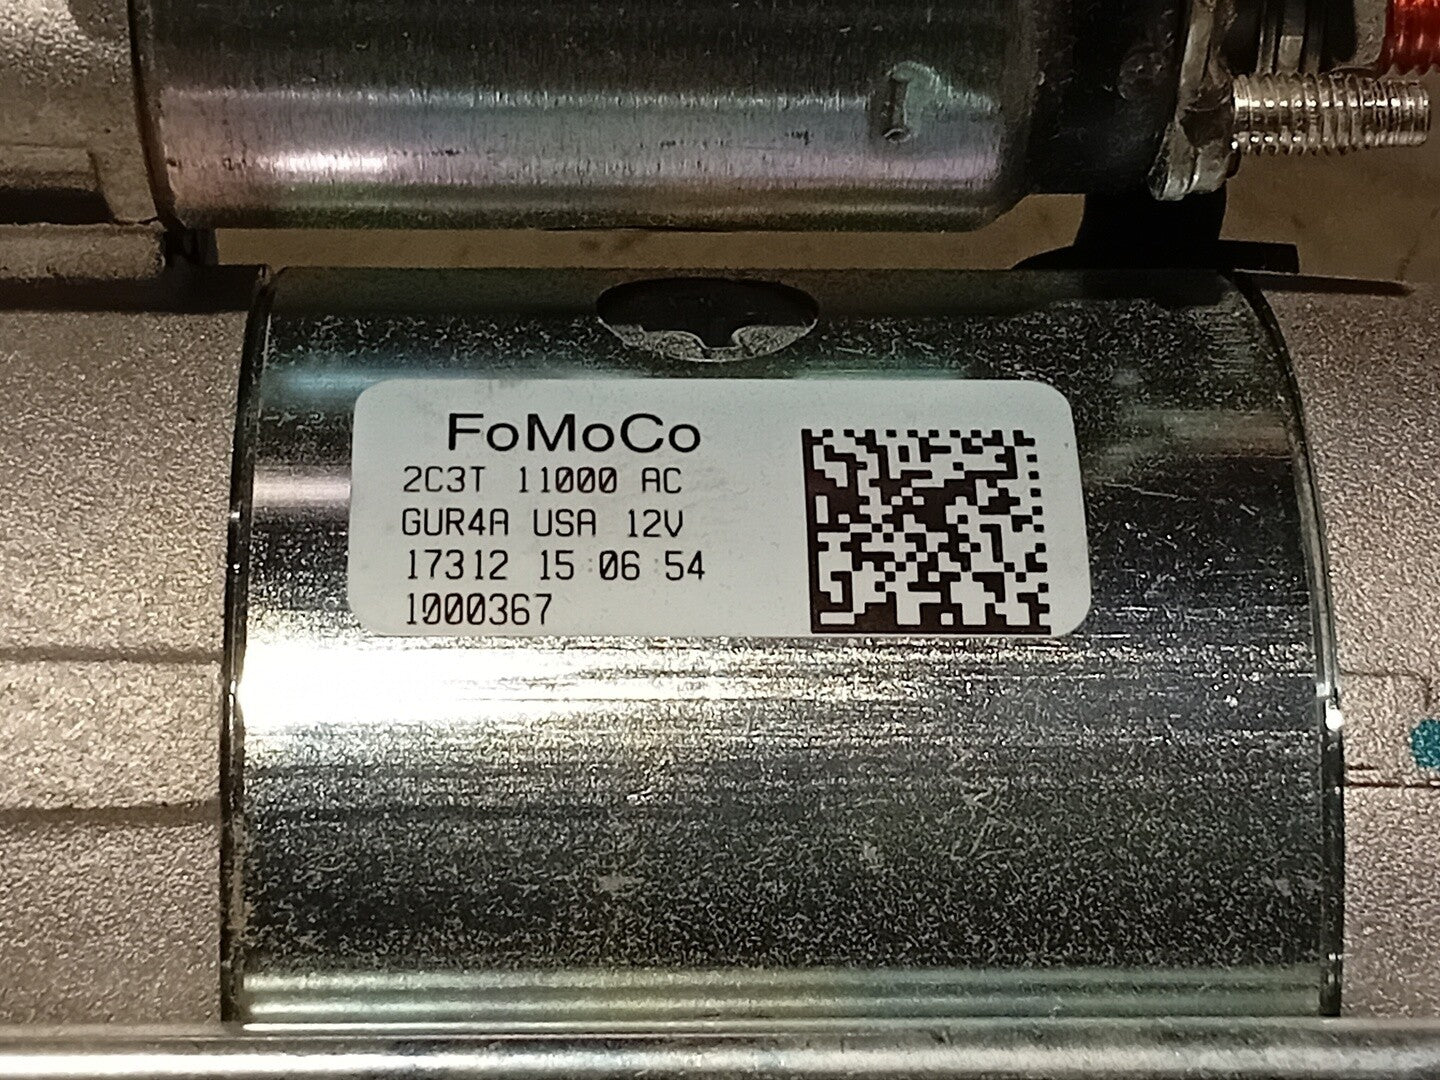 FoMoCo
2C3T 11000 AC
GUR4A USA 12V
17312 15:06:54
1000367